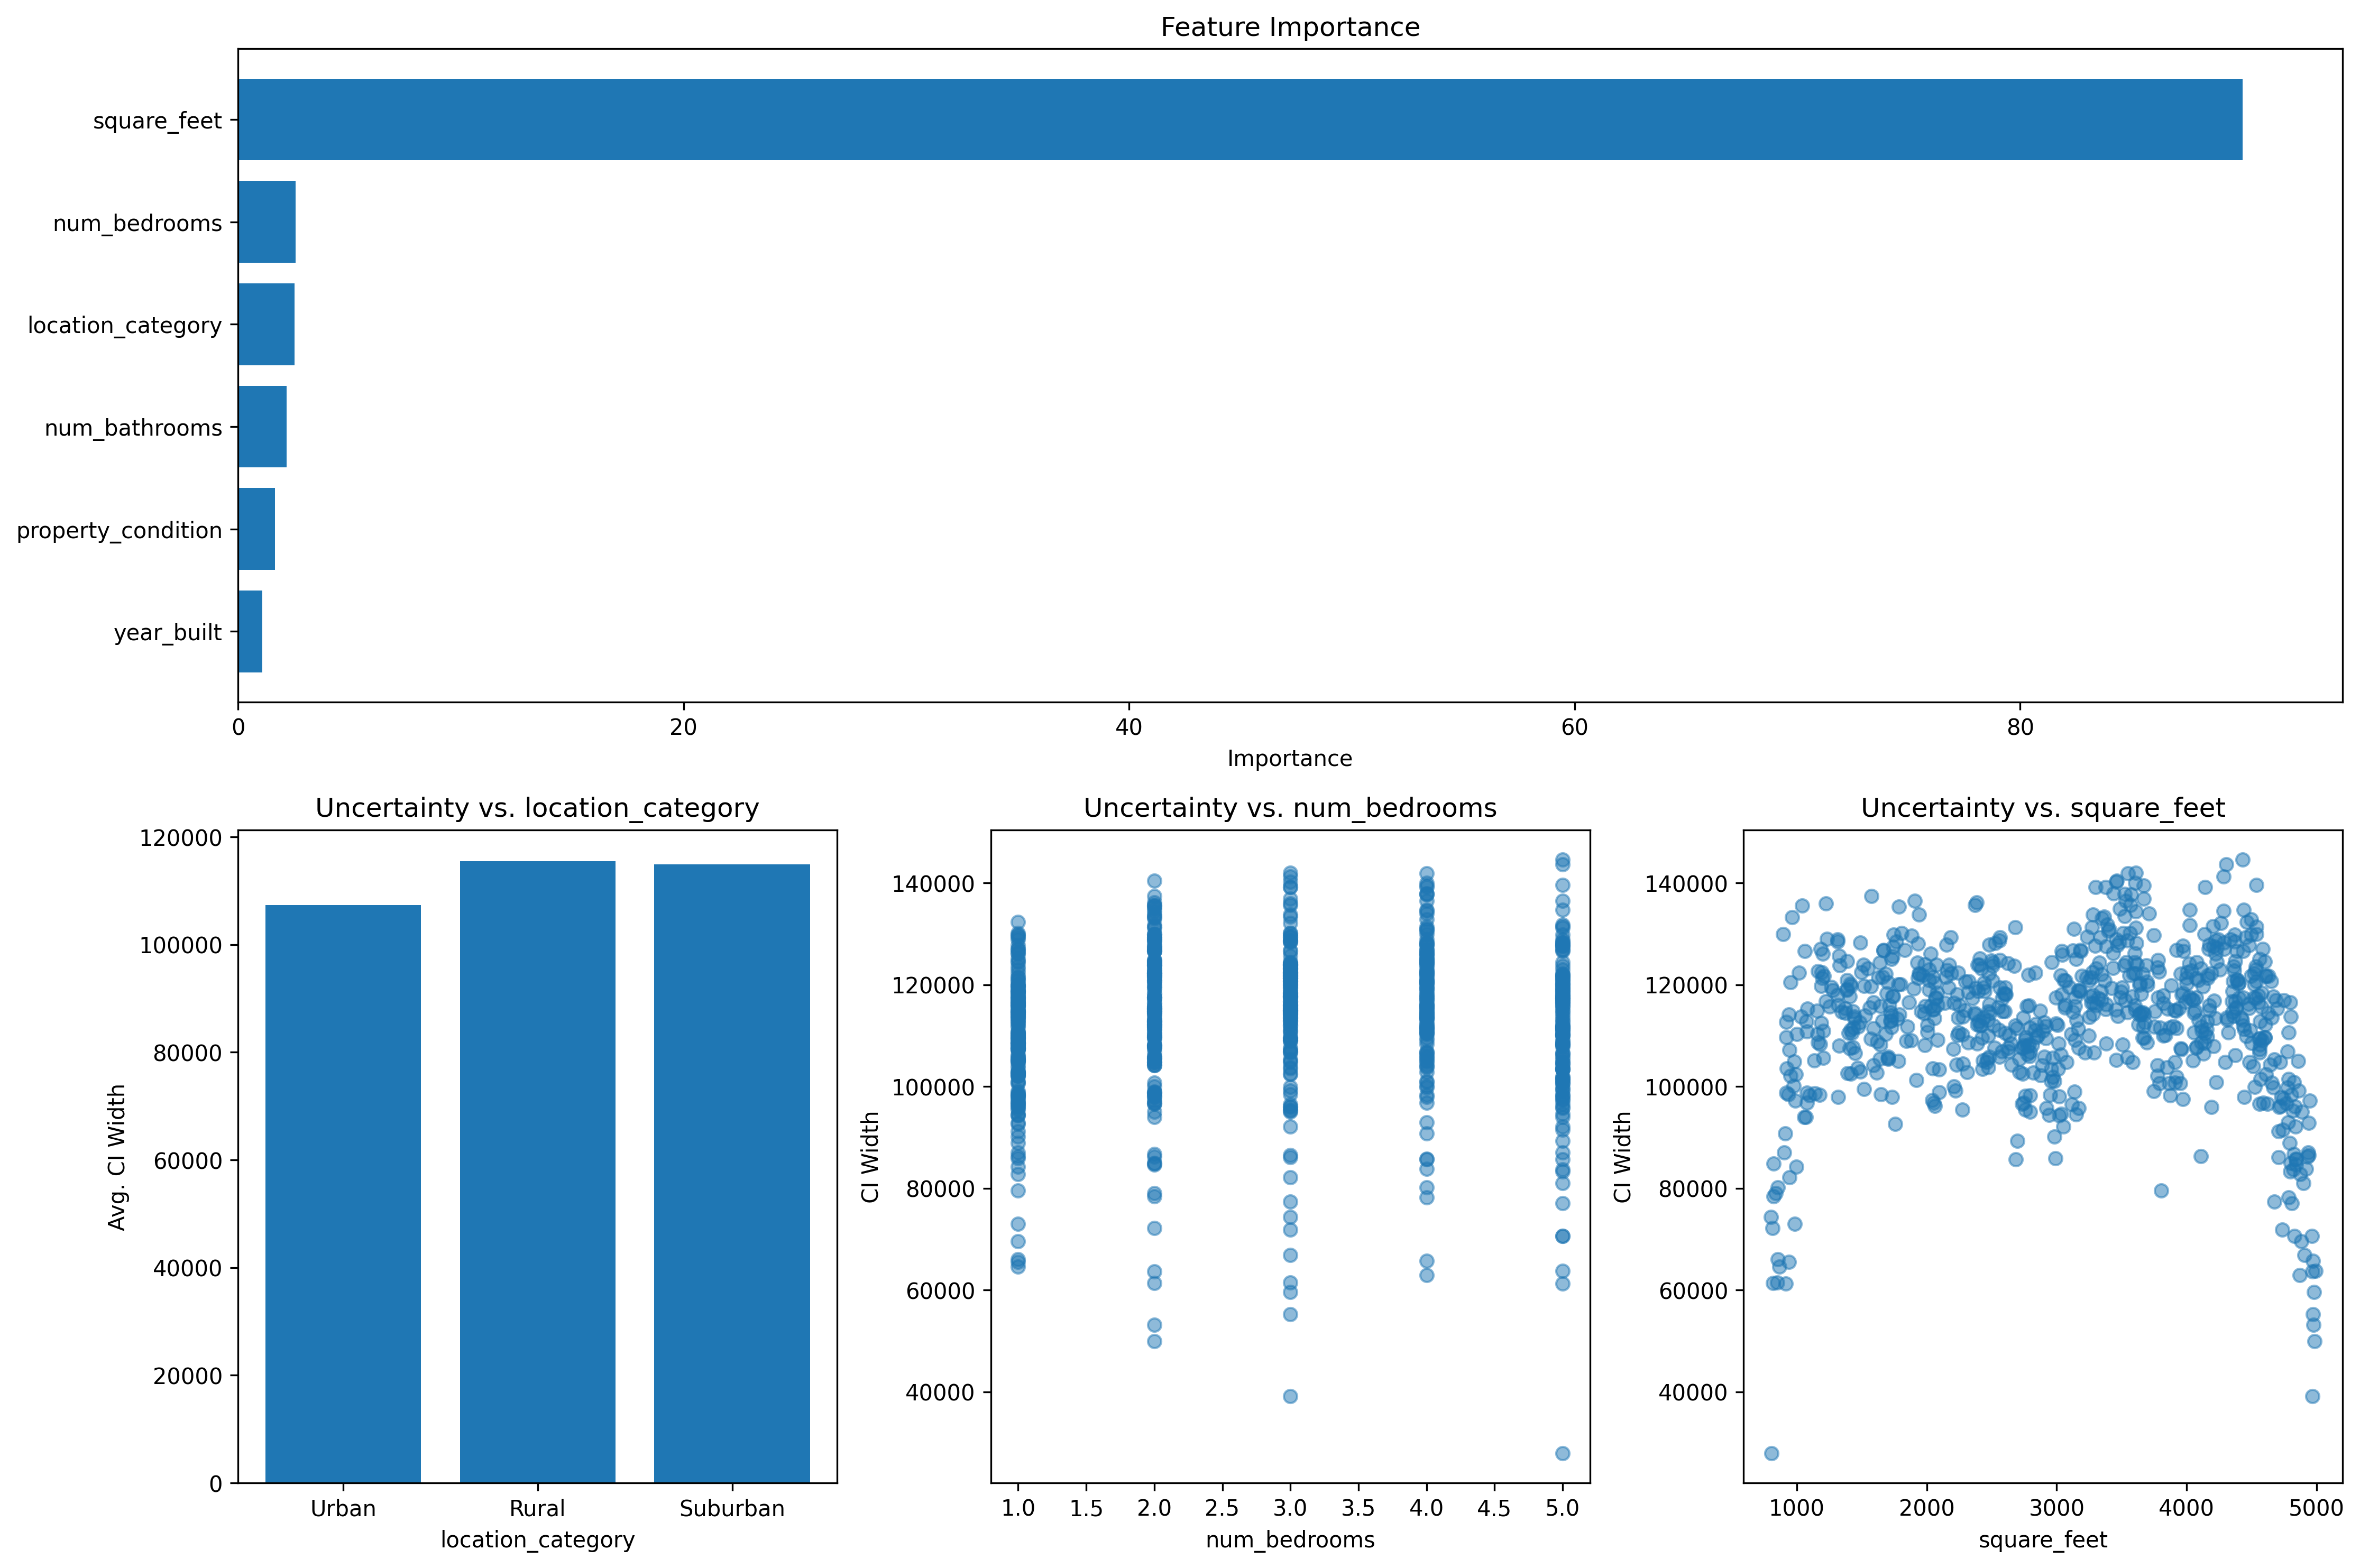 Feature Importance
square_feet
num_bedrooms
location_category
num_bathrooms
property_condition
year_built
0 20 40 60 80
Importance
Uncertainty vs. location_category
120000
100000
80000
60000
40000
20000
0
Avg. CI Width
Urban Rural Suburban
location_category
Uncertainty vs. num_bedrooms
140000
120000
100000
80000
60000
40000
CI Width
1.0 1.5 2.0 2.5 3.0 3.5 4.0 4.5 5.0
num_bedrooms
Uncertainty vs. square_feet
140000
120000
100000
80000
60000
40000
CI Width
1000 2000 3000 4000 5000
square_feet